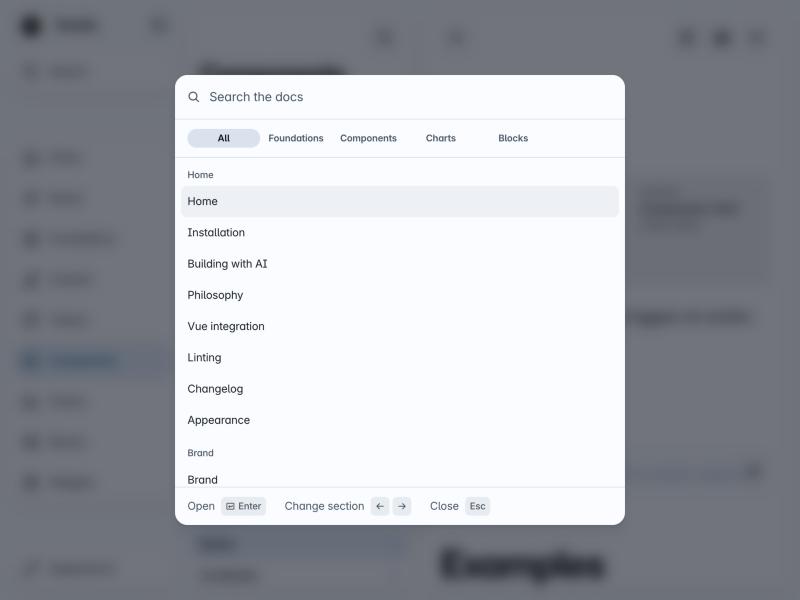 Search the docs
All Foundations Components Charts Blocks
Home
Home
Installation
Building with AI
Philosophy
Vue integration
Linting
Changelog
Appearance
Brand
Brand
Open Enter Change section ← → Close Esc
Examples